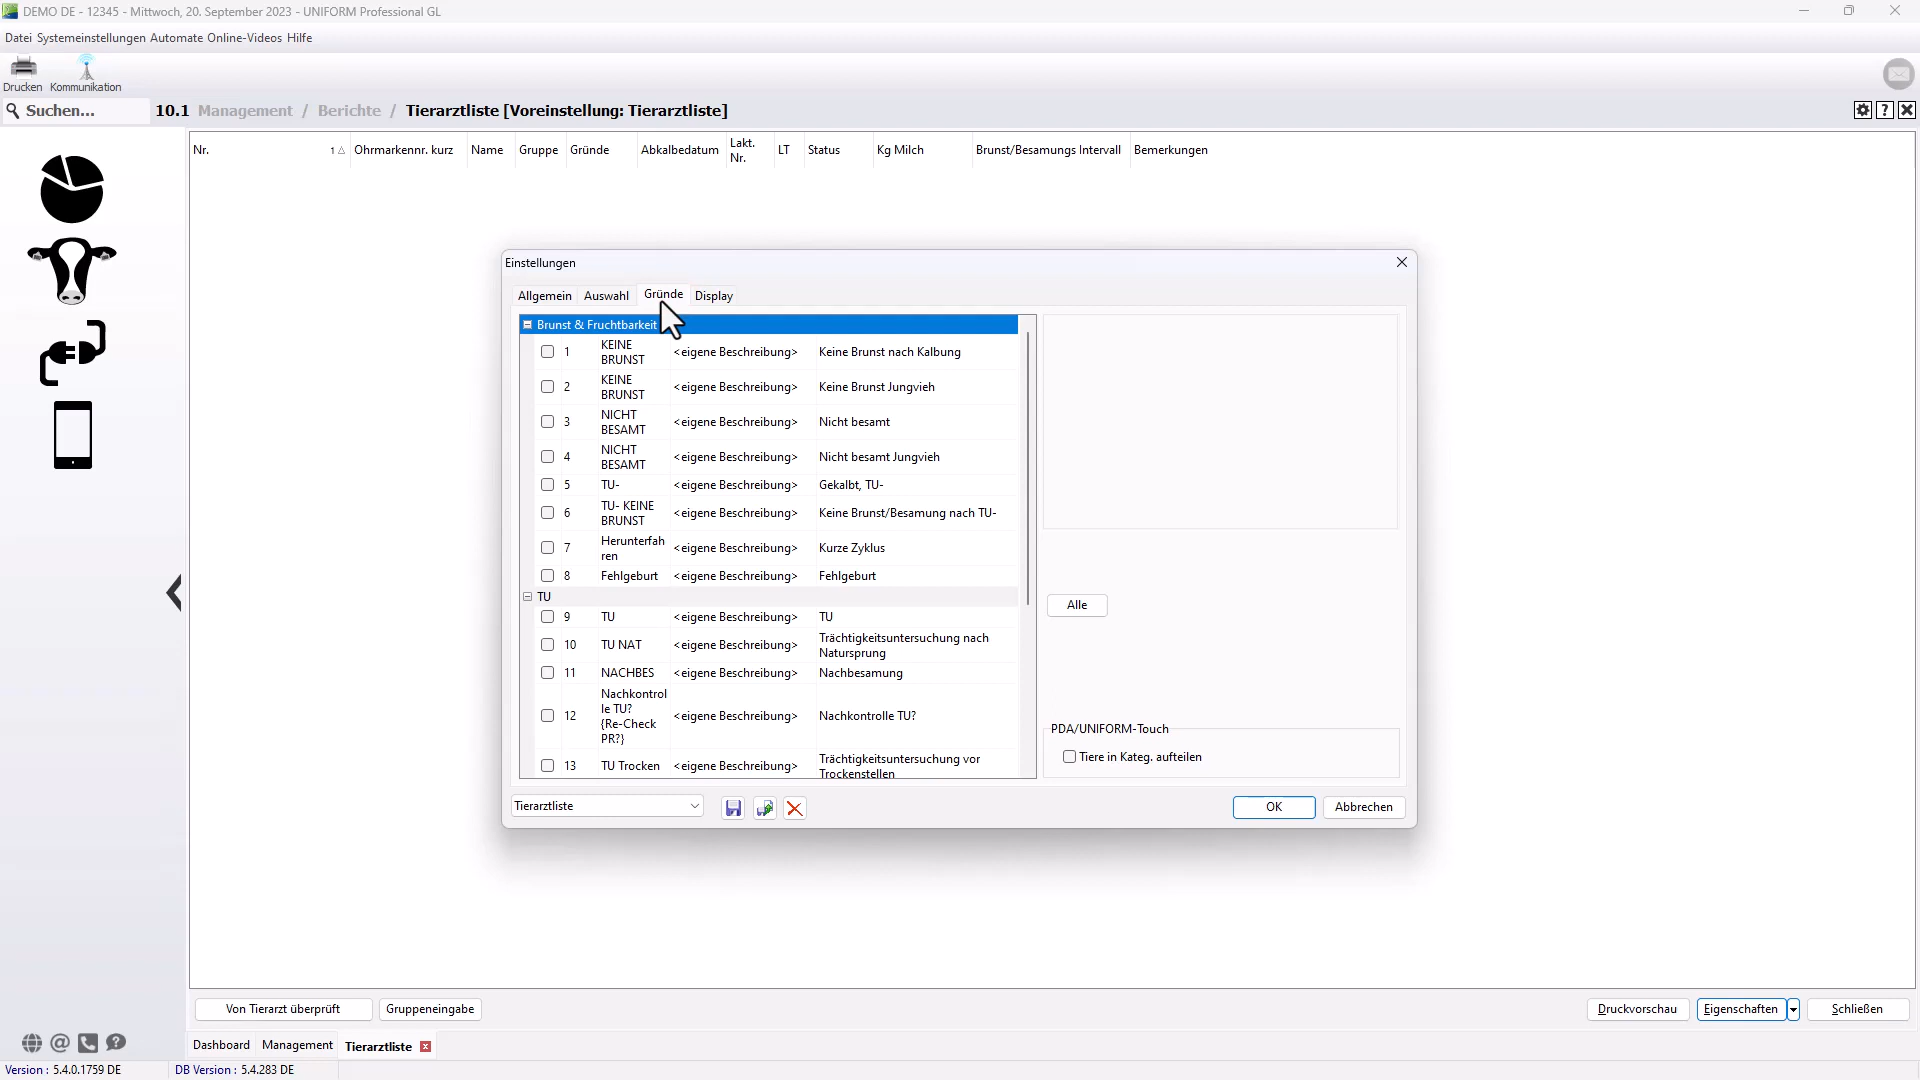 DEMO DE - 12345 - Mittwoch, 20. September 2023 - UNIFORM Professional GL
Datei Systemeinstellungen Automate Online-Videos Hilfe
Drucken Kommunikation
Suchen... 10.1 Management / Berichte / Tierarztliste [Voreinstellung: Tierarztliste]
Nr. 1 Ohrmarkennr. kurz Name Gruppe Gründe Abkalbedatum Lakt. Nr. LT Status Kg Milch Brunst/Besamungs Intervall Bemerkungen
Einstellungen
Allgemein Auswahl Gründe Display
Brunst & Fruchtbarkeit
1 KEINE BRUNST <eigene Beschreibung> Keine Brunst nach Kalbung
2 KEINE BRUNST <eigene Beschreibung> Keine Brunst Jungvieh
3 NICHT BESAMT <eigene Beschreibung> Nicht besamt
4 NICHT BESAMT <eigene Beschreibung> Nicht besamt Jungvieh
5 TU- <eigene Beschreibung> Gekalbt, TU-
6 TU- KEINE BRUNST <eigene Beschreibung> Keine Brunst/Besamung nach TU-
7 Herunterfahren <eigene Beschreibung> Kurze Zyklus
8 Fehlgeburt <eigene Beschreibung> Fehlgeburt
TU
9 TU <eigene Beschreibung> TU
10 TU NAT <eigene Beschreibung> Trächtigkeitsuntersuchung nach Natursprung
11 NACHBES <eigene Beschreibung> Nachbesamung
12 Nachkontrolle TU? {Re-Check PR?} <eigene Beschreibung> Nachkontrolle TU?
13 TU Trocken <eigene Beschreibung> Trächtigkeitsuntersuchung vor Trockenstellen
Alle
PDA/UNIFORM-Touch
Tiere in Kateg. aufteilen
Tierarztliste OK Abbrechen
Von Tierarzt überprüft Gruppeneingabe Druckvorschau Eigenschaften Schließen
Dashboard Management Tierarztliste
Version : 5.4.0.1759 DE DB Version : 5.4.283 DE